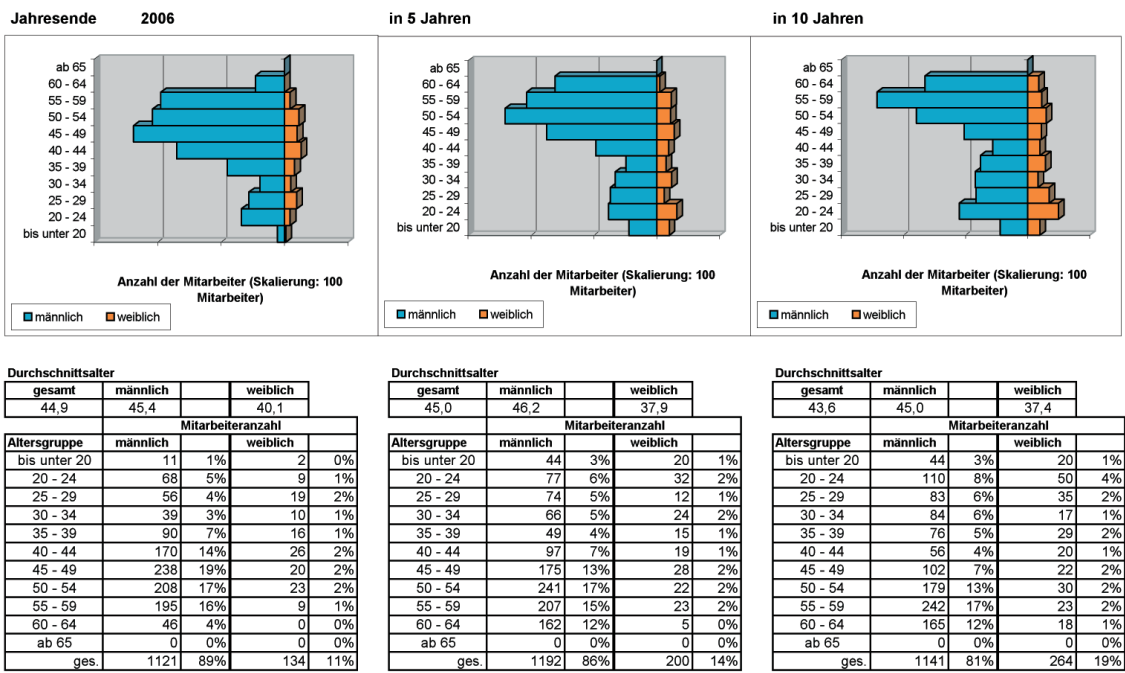 Jahresende 2006
ab 65
60 - 64
55 - 59
50 - 54
45 - 49
40 - 44
35 - 39
30 - 34
25 - 29
20 - 24
bis unter 20
Anzahl der Mitarbeiter (Skalierung: 100
Mitarbeiter)
männlich weiblich
in 5 Jahren
ab 65
60 - 64
55 - 59
50 - 54
45 - 49
40 - 44
35 - 39
30 - 34
25 - 29
20 - 24
bis unter 20
Anzahl der Mitarbeiter (Skalierung: 100
Mitarbeiter)
männlich weiblich
in 10 Jahren
ab 65
60 - 64
55 - 59
50 - 54
45 - 49
40 - 44
35 - 39
30 - 34
25 - 29
20 - 24
bis unter 20
Anzahl der Mitarbeiter (Skalierung: 100
Mitarbeiter)
männlich weiblich
Durchschnittsalter
gesamt männlich weiblich
44,9 45,4 40,1
Mitarbeiteranzahl
Altersgruppe männlich weiblich
bis unter 20 11 1% 2 0%
20 - 24 68 5% 9 1%
25 - 29 56 4% 19 2%
30 - 34 39 3% 10 1%
35 - 39 90 7% 16 1%
40 - 44 170 14% 26 2%
45 - 49 238 19% 20 2%
50 - 54 208 17% 23 2%
55 - 59 195 16% 9 1%
60 - 64 46 4% 0 0%
ab 65 0 0% 0 0%
ges. 1121 89% 134 11%
Durchschnittsalter
gesamt männlich weiblich
45,0 46,2 37,9
Mitarbeiteranzahl
Altersgruppe männlich weiblich
bis unter 20 44 3% 20 1%
20 - 24 77 6% 32 2%
25 - 29 74 5% 12 1%
30 - 34 66 5% 24 2%
35 - 39 49 4% 15 1%
40 - 44 97 7% 19 1%
45 - 49 175 13% 28 2%
50 - 54 241 17% 22 2%
55 - 59 207 15% 23 2%
60 - 64 162 12% 5 0%
ab 65 0 0% 0 0%
ges. 1192 86% 200 14%
Durchschnittsalter
gesamt männlich weiblich
43,6 45,0 37,4
Mitarbeiteranzahl
Altersgruppe männlich weiblich
bis unter 20 44 3% 20 1%
20 - 24 110 8% 50 4%
25 - 29 83 6% 35 2%
30 - 34 84 6% 17 1%
35 - 39 76 5% 29 2%
40 - 44 56 4% 20 1%
45 - 49 102 7% 22 2%
50 - 54 179 13% 30 2%
55 - 59 242 17% 23 2%
60 - 64 165 12% 18 1%
ab 65 0 0% 0 0%
ges. 1141 81% 264 19%